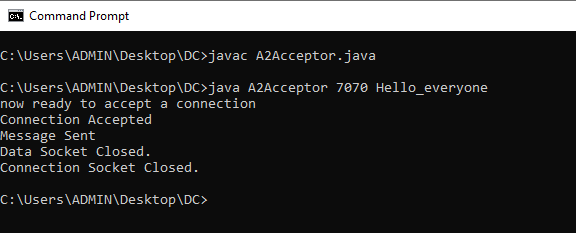 Command Prompt
C:\Users\ADMIN\Desktop\DC>javac A2Acceptor.java
C:\Users\ADMIN\Desktop\DC>java A2Acceptor 7070 Hello_everyone
now ready to accept a connection
Connection Accepted
Message Sent
Data Socket Closed.
Connection Socket Closed.
C:\Users\ADMIN\Desktop\DC>